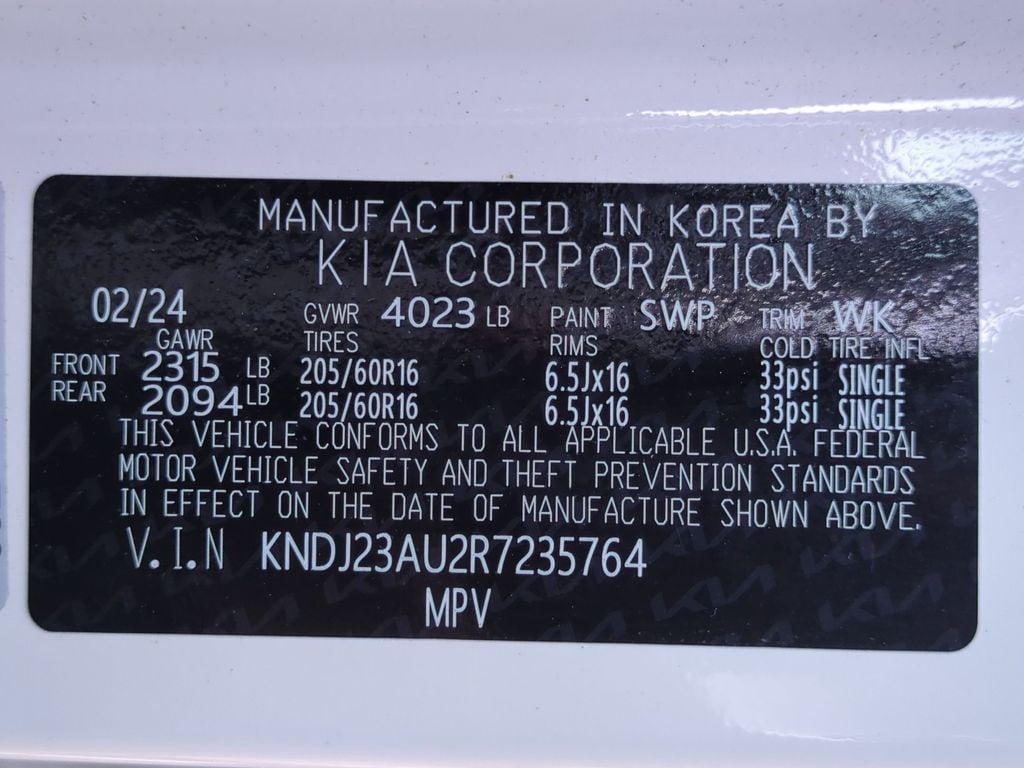 MANUFACTURED IN KOREA BY
KIA CORPORATION
02/24 GVWR 4023 LB PAINT SWP TRIM WK
GAWR TIRES RIMS COLD TIRE INFL
FRONT 2315 LB 205/60R16 6.5Jx16 33psi SINGLE
REAR 2094 LB 205/60R16 6.5Jx16 33psi SINGLE
THIS VEHICLE CONFORMS TO ALL APPLICABLE U.S.A. FEDERAL
MOTOR VEHICLE SAFETY AND THEFT PREVENTION STANDARDS
IN EFFECT ON THE DATE OF MANUFACTURE SHOWN ABOVE.
V.I.N KNDJ23AU2R7235764
MPV